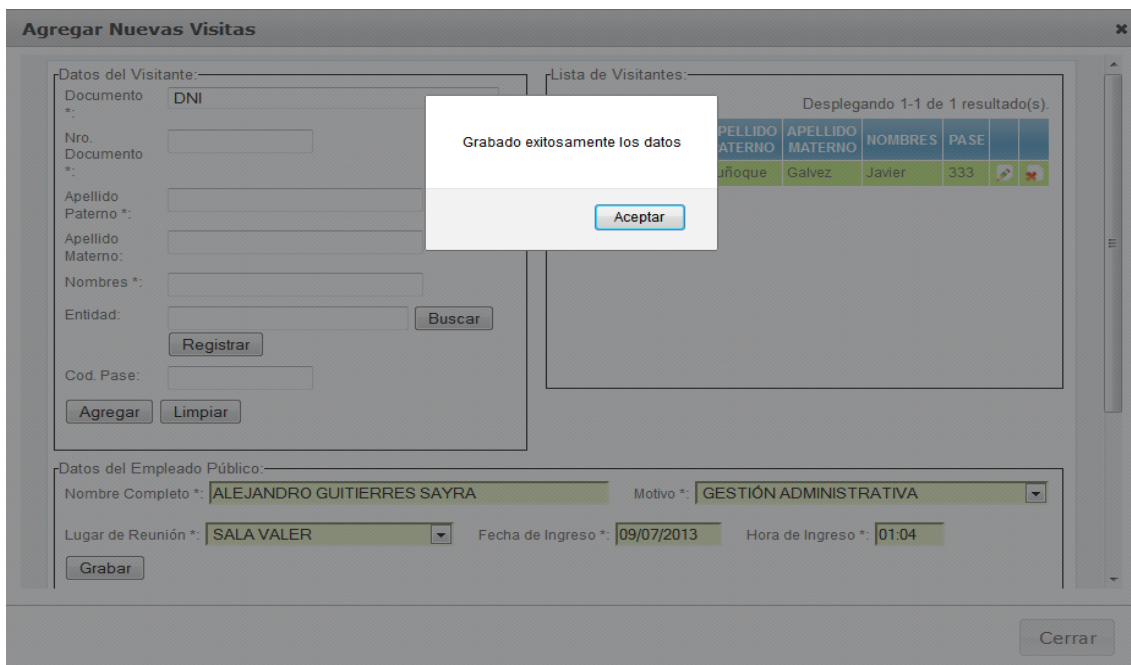 Agregar Nuevas Visitas
Datos del Visitante:
Documento
*:
DNI
Nro.
Documento
*:
Apellido
Paterno *:
Apellido
Materno:
Nombres *:
Entidad:
Buscar
Registrar
Cod. Pase:
Agregar Limpiar
Lista de Visitantes:
Desplegando 1-1 de 1 resultado(s).
APELLIDO MATERNO NOMBRES PASE
Galvez Javier 333
Grabado exitosamente los datos
Aceptar
Datos del Empleado Público:
Nombre Completo *: ALEJANDRO GUITIERRES SAYRA Motivo *: GESTIÓN ADMINISTRATIVA
Lugar de Reunión *: SALA VALER Fecha de Ingreso *: 09/07/2013 Hora de Ingreso *: 01:04
Grabar
Cerrar